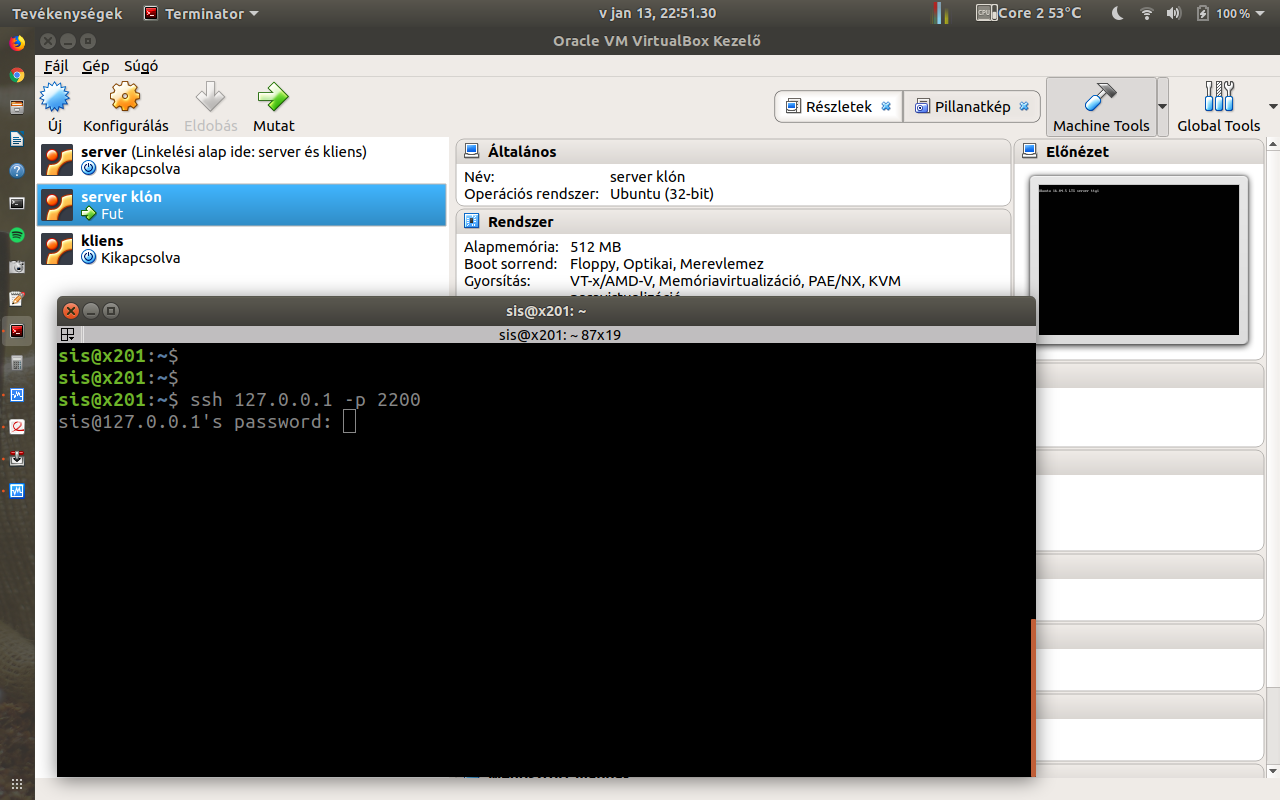 Tevékenységek Terminator v jan 13, 22:51.30 CPU Core 2 53°C 100 %
Oracle VM VirtualBox Kezelő
Fájl Gép Súgó
Új Konfigurálás Eldobás Mutat Részletek Pillanatkép Machine Tools Global Tools
server (Linkelési alap ide: server és kliens)
Kikapcsolva
server klón
Fut
kliens
Kikapcsolva
Általános
Név: server klón
Operációs rendszer: Ubuntu (32-bit)
Rendszer
Alapmemória: 512 MB
Boot sorrend: Floppy, Optikai, Merevlemez
Gyorsítás: VT-x/AMD-V, Memóriavirtualizáció, PAE/NX, KVM
Előnézet
sis@x201: ~
sis@x201: ~ 87x19
sis@x201:~$
sis@x201:~$
sis@x201:~$ ssh 127.0.0.1 -p 2200
sis@127.0.0.1's password: